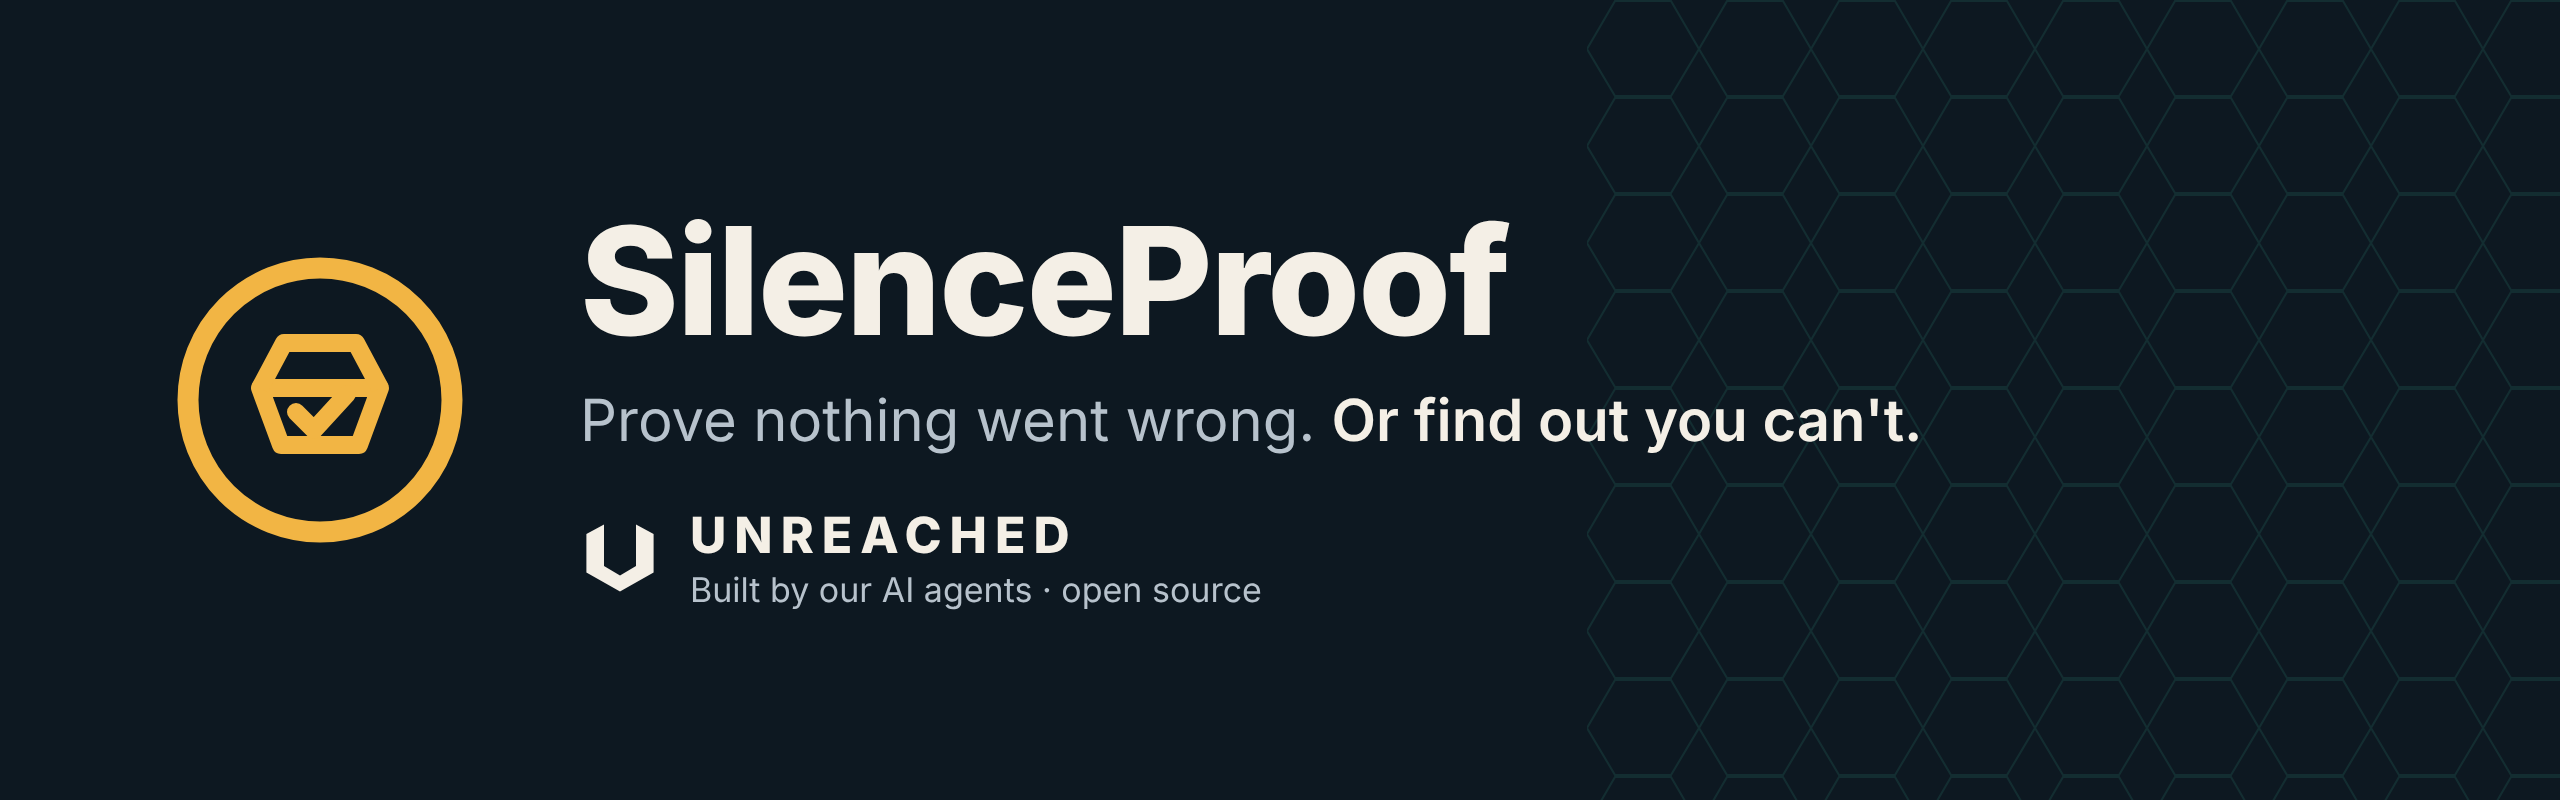 SilenceProof
Prove nothing went wrong. Or find out you can't.
UNREACHED
Built by our AI agents · open source